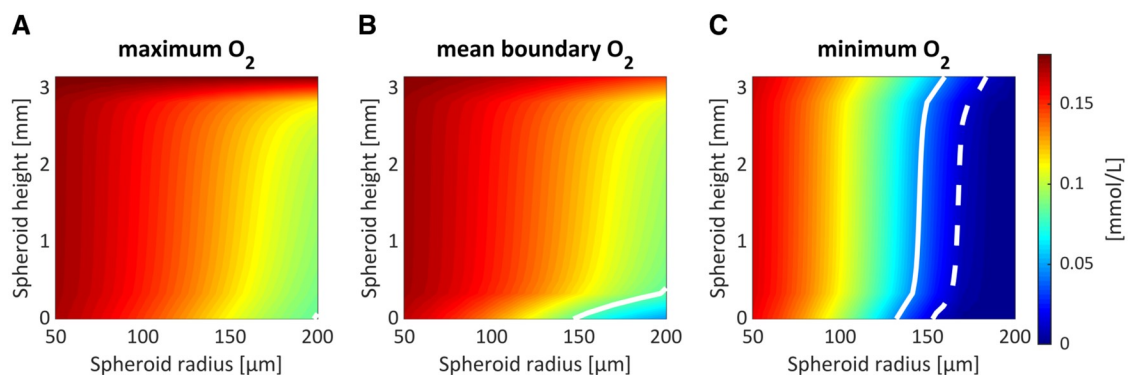 A
maximum O2
Spheroid height [mm]
3
2
1
0
50 100 150 200
Spheroid radius [µm]
B
mean boundary O2
Spheroid height [mm]
3
2
1
0
50 100 150 200
Spheroid radius [µm]
C
minimum O2
Spheroid height [mm]
3
2
1
0
50 100 150 200
Spheroid radius [µm]
0.15
0.1
0.05
0
[mmol/L]